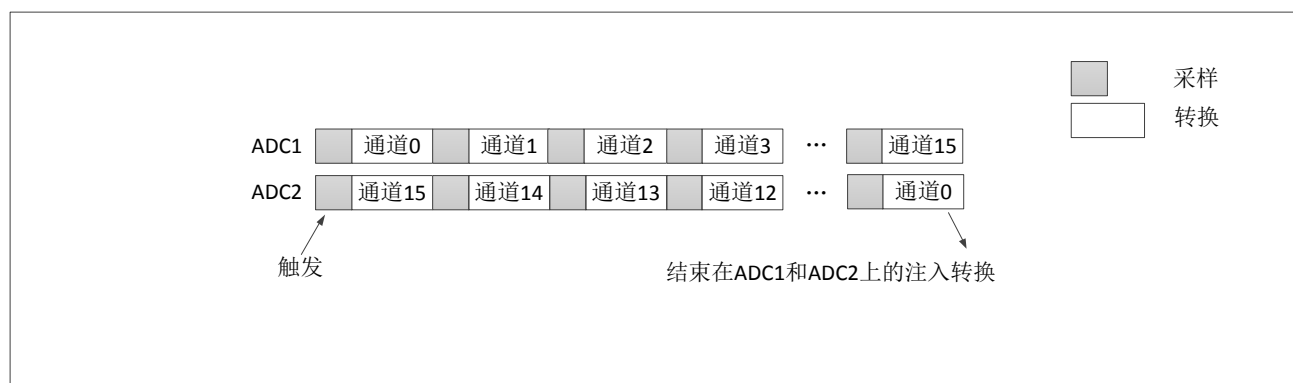 采样
转换
ADC1 通道0 通道1 通道2 通道3 … 通道15
ADC2 通道15 通道14 通道13 通道12 … 通道0
触发
结束在ADC1和ADC2上的注入转换